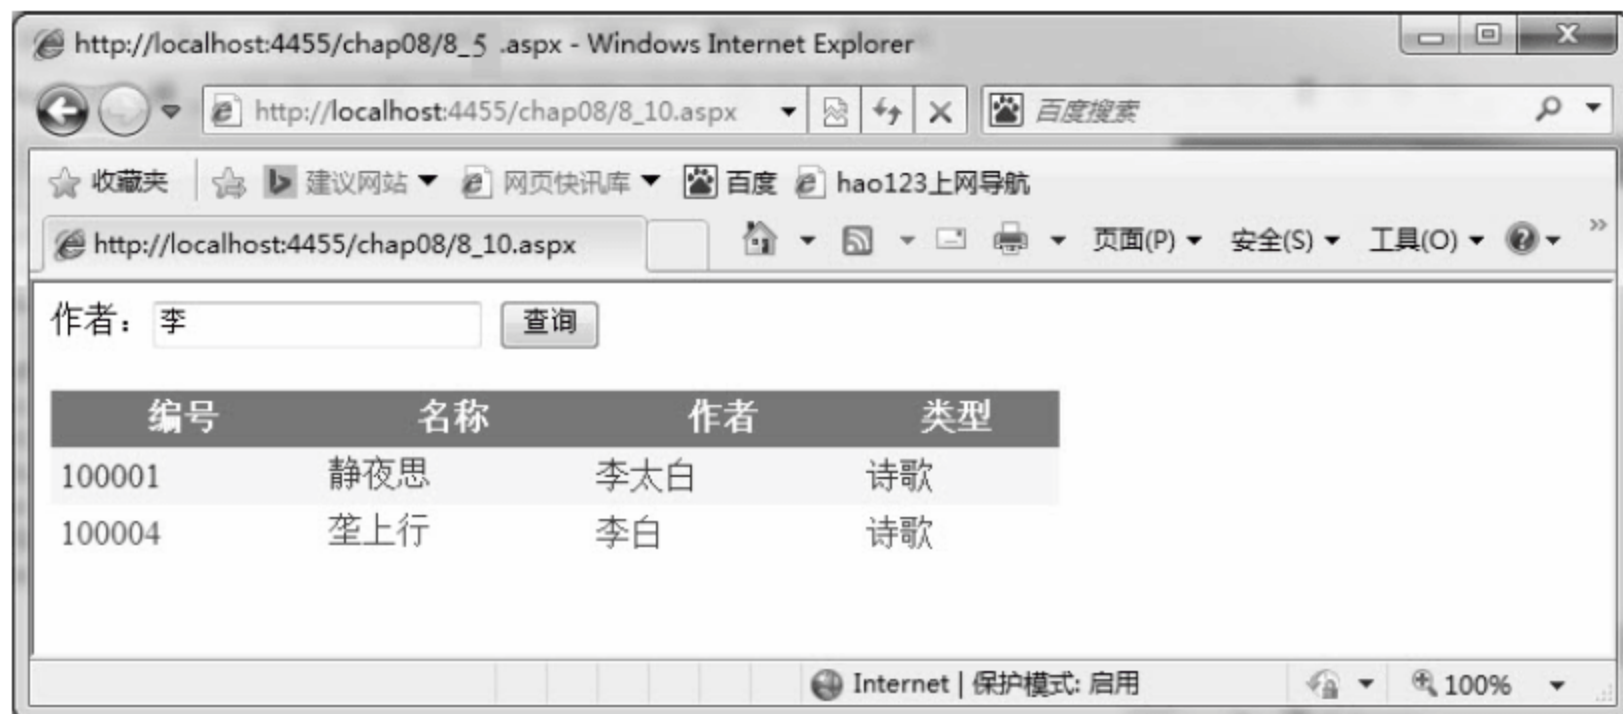 http://localhost:4455/chap08/8_5 .aspx - Windows Internet Explorer
http://localhost:4455/chap08/8_10.aspx 百度搜索
收藏夹 建议网站 网页快讯库 百度 hao123上网导航
http://localhost:4455/chap08/8_10.aspx 页面(P) 安全(S) 工具(O) »
作者: 李 查询
编号 名称 作者 类型
100001 静夜思 李太白 诗歌
100004 垄上行 李白 诗歌
Internet | 保护模式: 启用 100%